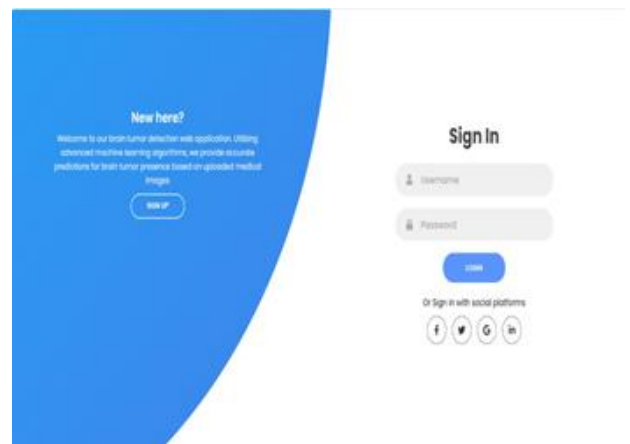 New here?
Welcome to our brain tumor detection web application. Utilizing
advanced machine learning algorithms, we provide accurate
predictions for brain tumor presence based on uploaded medical
images.
SIGN UP
Sign In
Username
Password
LOGIN
Or Sign in with social platforms